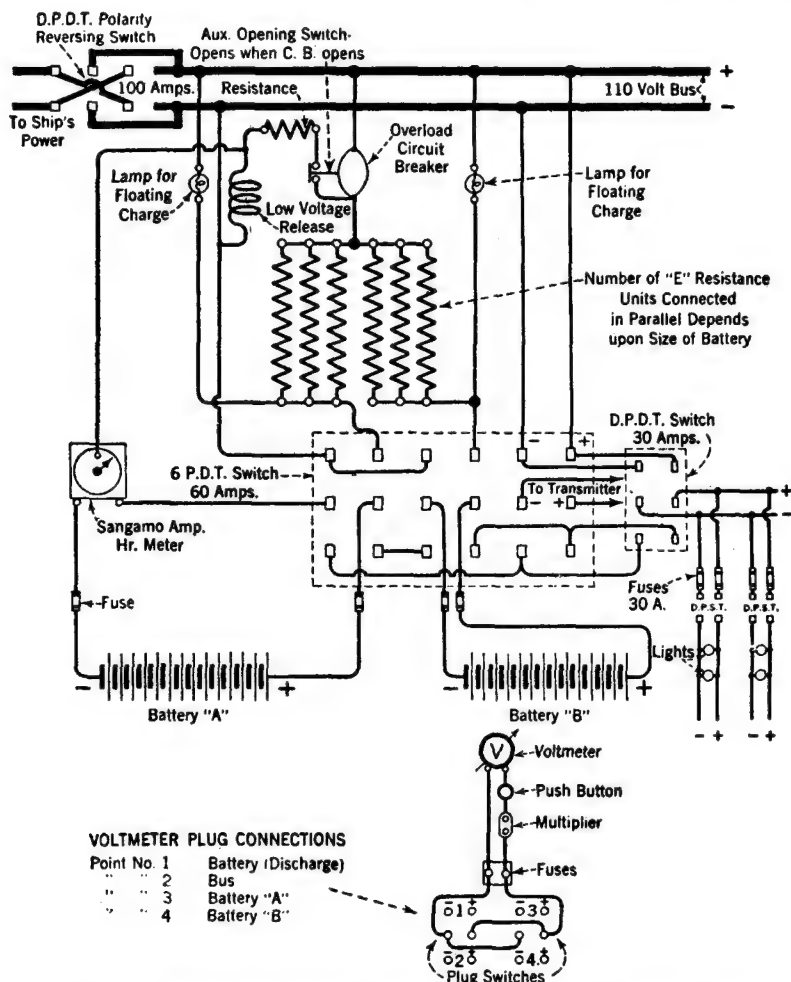 D.P.D.T. Polarity
Reversing Switch
Aux. Opening Switch-
Opens when C. B. opens
100 Amps.
Resistance
+
110 Volt Bus
-
To Ship's
Power
Overload
Circuit
Breaker
Lamp for
Floating
Charge
Low Voltage
Release
Lamp for
Floating
Charge
Number of "E" Resistance
Units Connected
in Parallel Depends
upon Size of Battery
D.P.D.T. Switch
30 Amps.
- +
6 P.D.T. Switch
60 Amps.
To Transmitter
- +
+
-
Sangamo Amp.
Hr. Meter
Fuse
Fuses
30 A.
D.P.S.T. D.P.S.T.
Lights
- +
Battery "A"
- +
Battery "B"
- + - +
V
Voltmeter
Push Button
Multiplier
Fuses
VOLTMETER PLUG CONNECTIONS
Point No. 1 Battery (Discharge)
" " 2 Bus
" " 3 Battery "A"
" " 4 Battery "B"
- 1 + - 3 +
- 2 + - 4 +
Plug Switches